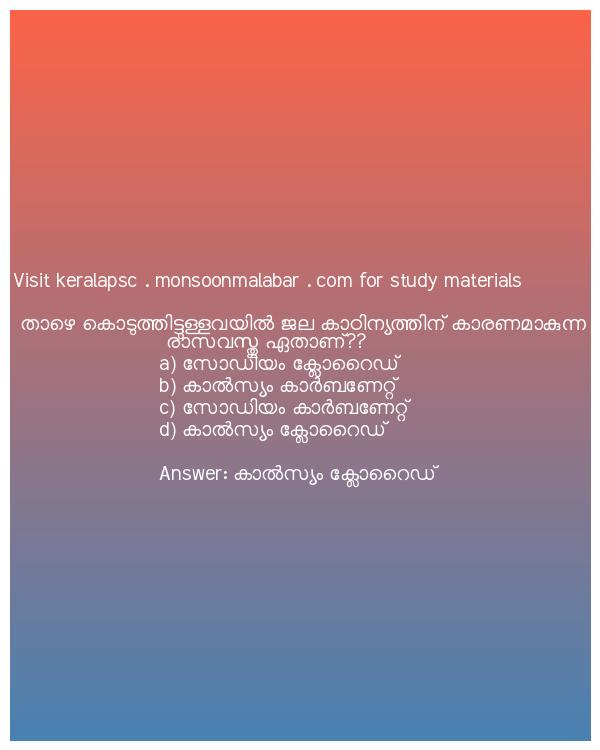 Visit keralapsc . monsoonmalabar . com for study materials
താഴെ കൊടുത്തിട്ടുള്ളവയിൽ ജല കാഠിന്യത്തിന് കാരണമാകുന്ന
രാസവസ്തു ഏതാണ്??
a) സോഡിയം ക്ലോറൈഡ്
b) കാൽസ്യം കാർബണേറ്റ്
c) സോഡിയം കാർബണേറ്റ്
d) കാൽസ്യം ക്ലോറൈഡ്
Answer: കാൽസ്യം ക്ലോറൈഡ്